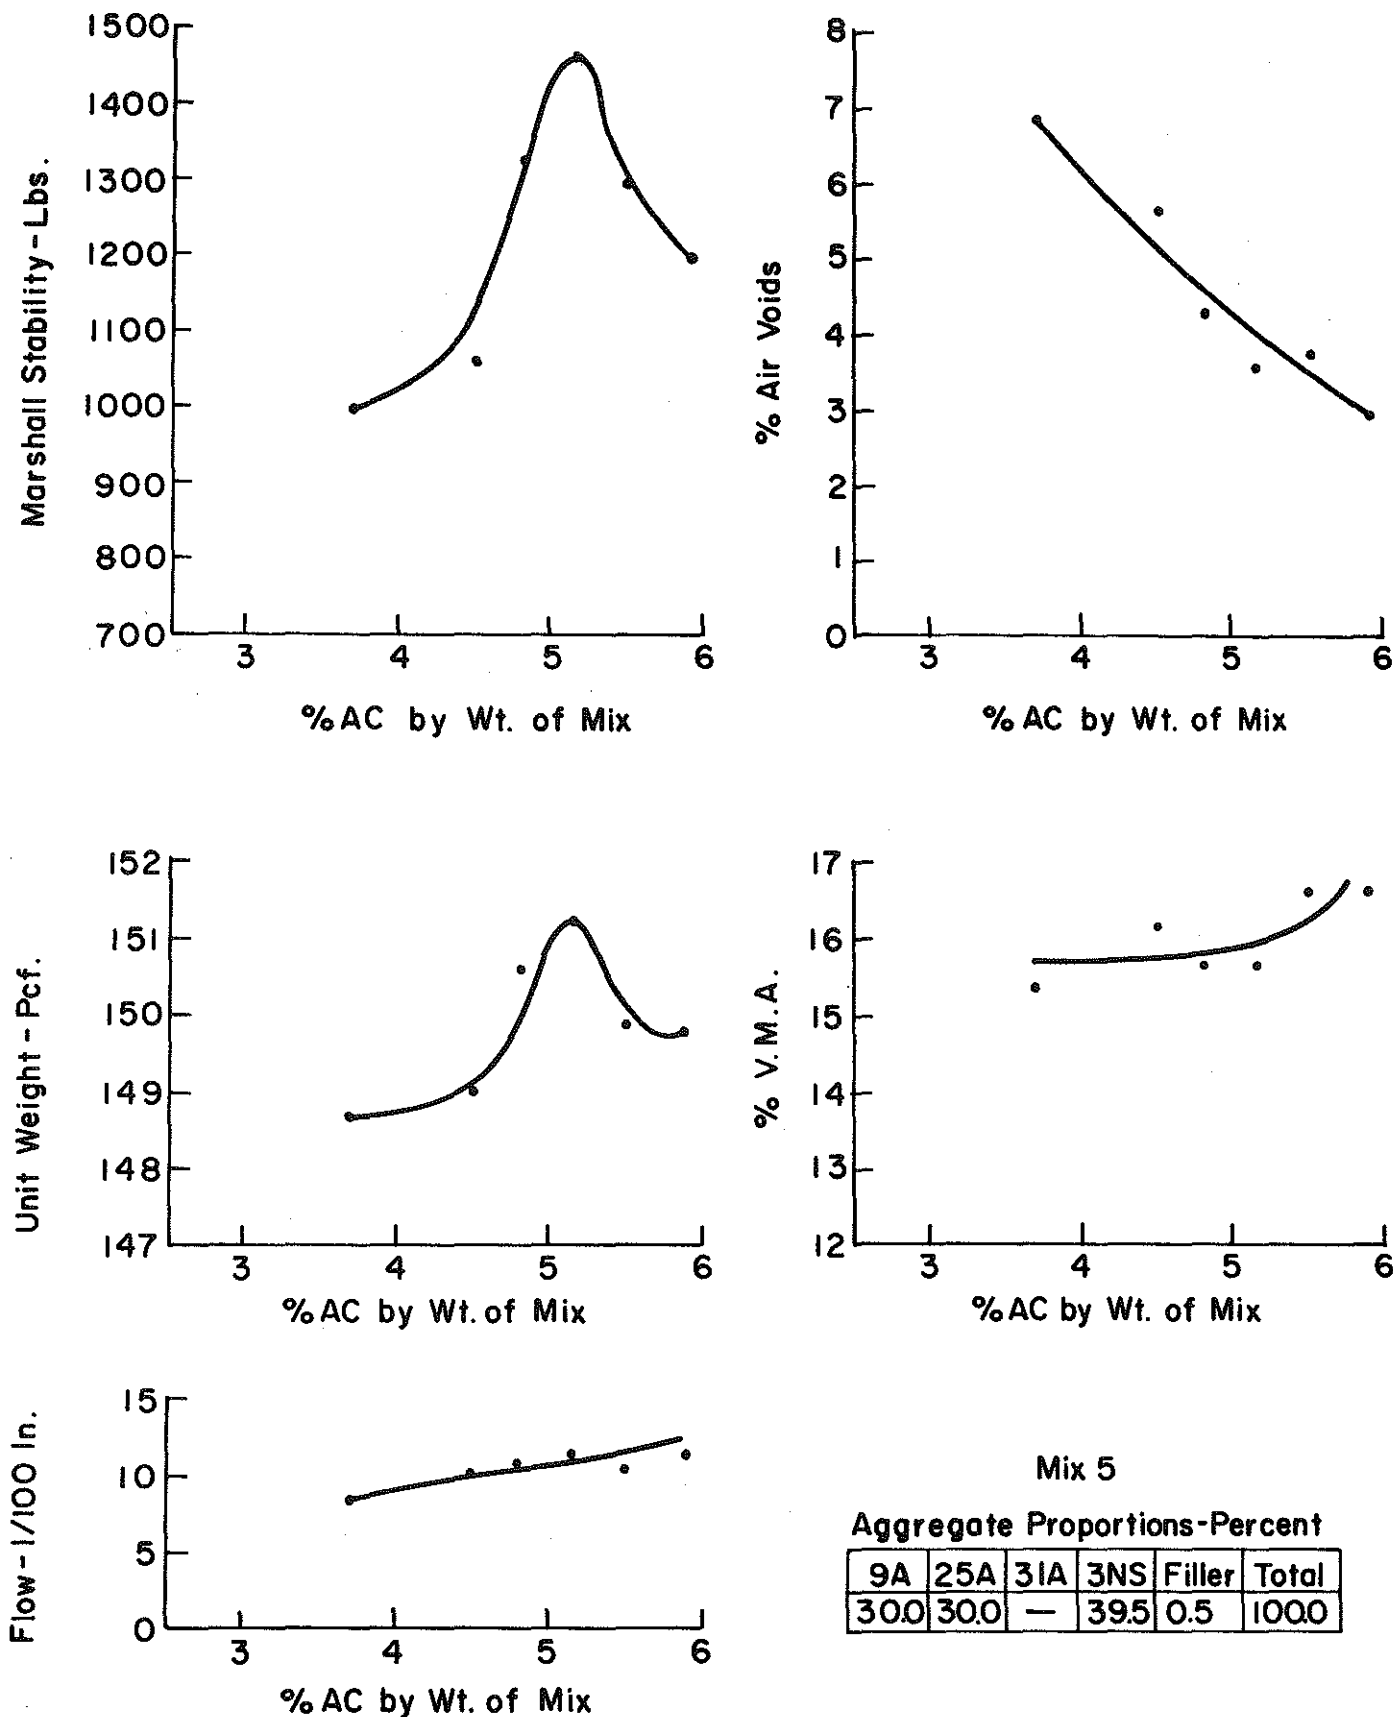 1500
1400
1300
1200
1100
1000
900
800
700
3 4 5 6
Marshall Stability-Lbs.
%AC by Wt. of Mix
8
7
6
5
4
3
2
1
0
3 4 5 6
% Air Voids
%AC by Wt. of Mix
152
151
150
149
148
147
3 4 5 6
Unit Weight-Pcf.
%AC by Wt. of Mix
17
16
15
14
13
12
3 4 5 6
% V.M.A.
%AC by Wt. of Mix
15
10
5
0
3 4 5 6
Flow-1/100 In.
%AC by Wt. of Mix
Mix 5
Aggregate Proportions-Percent
9A 25A 31A 3NS Filler Total
30.0 30.0 — 39.5 0.5 100.0